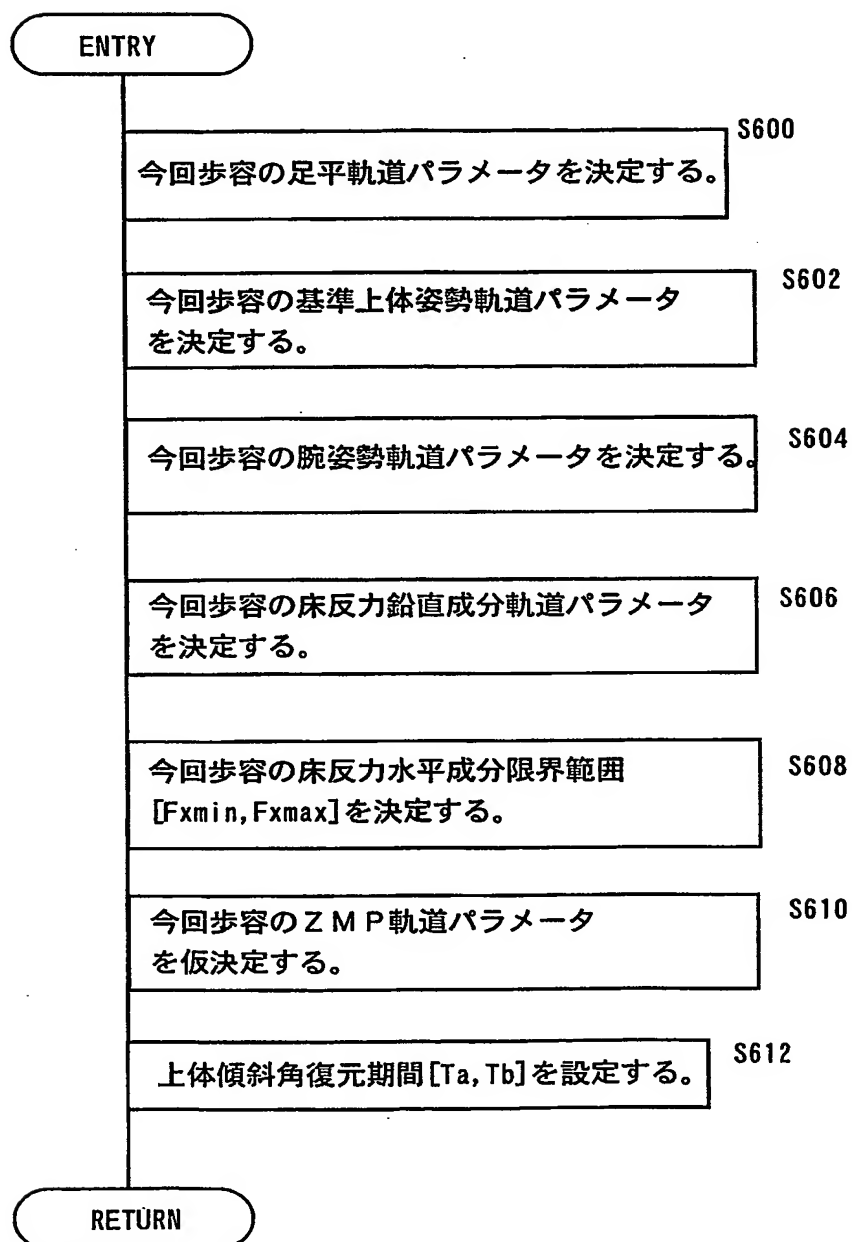 ENTRY
S600
今回歩容の足平軌道パラメータを決定する。
S602
今回歩容の基準上体姿勢軌道パラメータ
を決定する。
S604
今回歩容の腕姿勢軌道パラメータを決定する。
S606
今回歩容の床反力鉛直成分軌道パラメータ
を決定する。
S608
今回歩容の床反力水平成分限界範囲
[Fxmin,Fxmax]を決定する。
S610
今回歩容のＺＭＰ軌道パラメータ
を仮決定する。
S612
上体傾斜角復元期間[Ta,Tb]を設定する。
RETURN